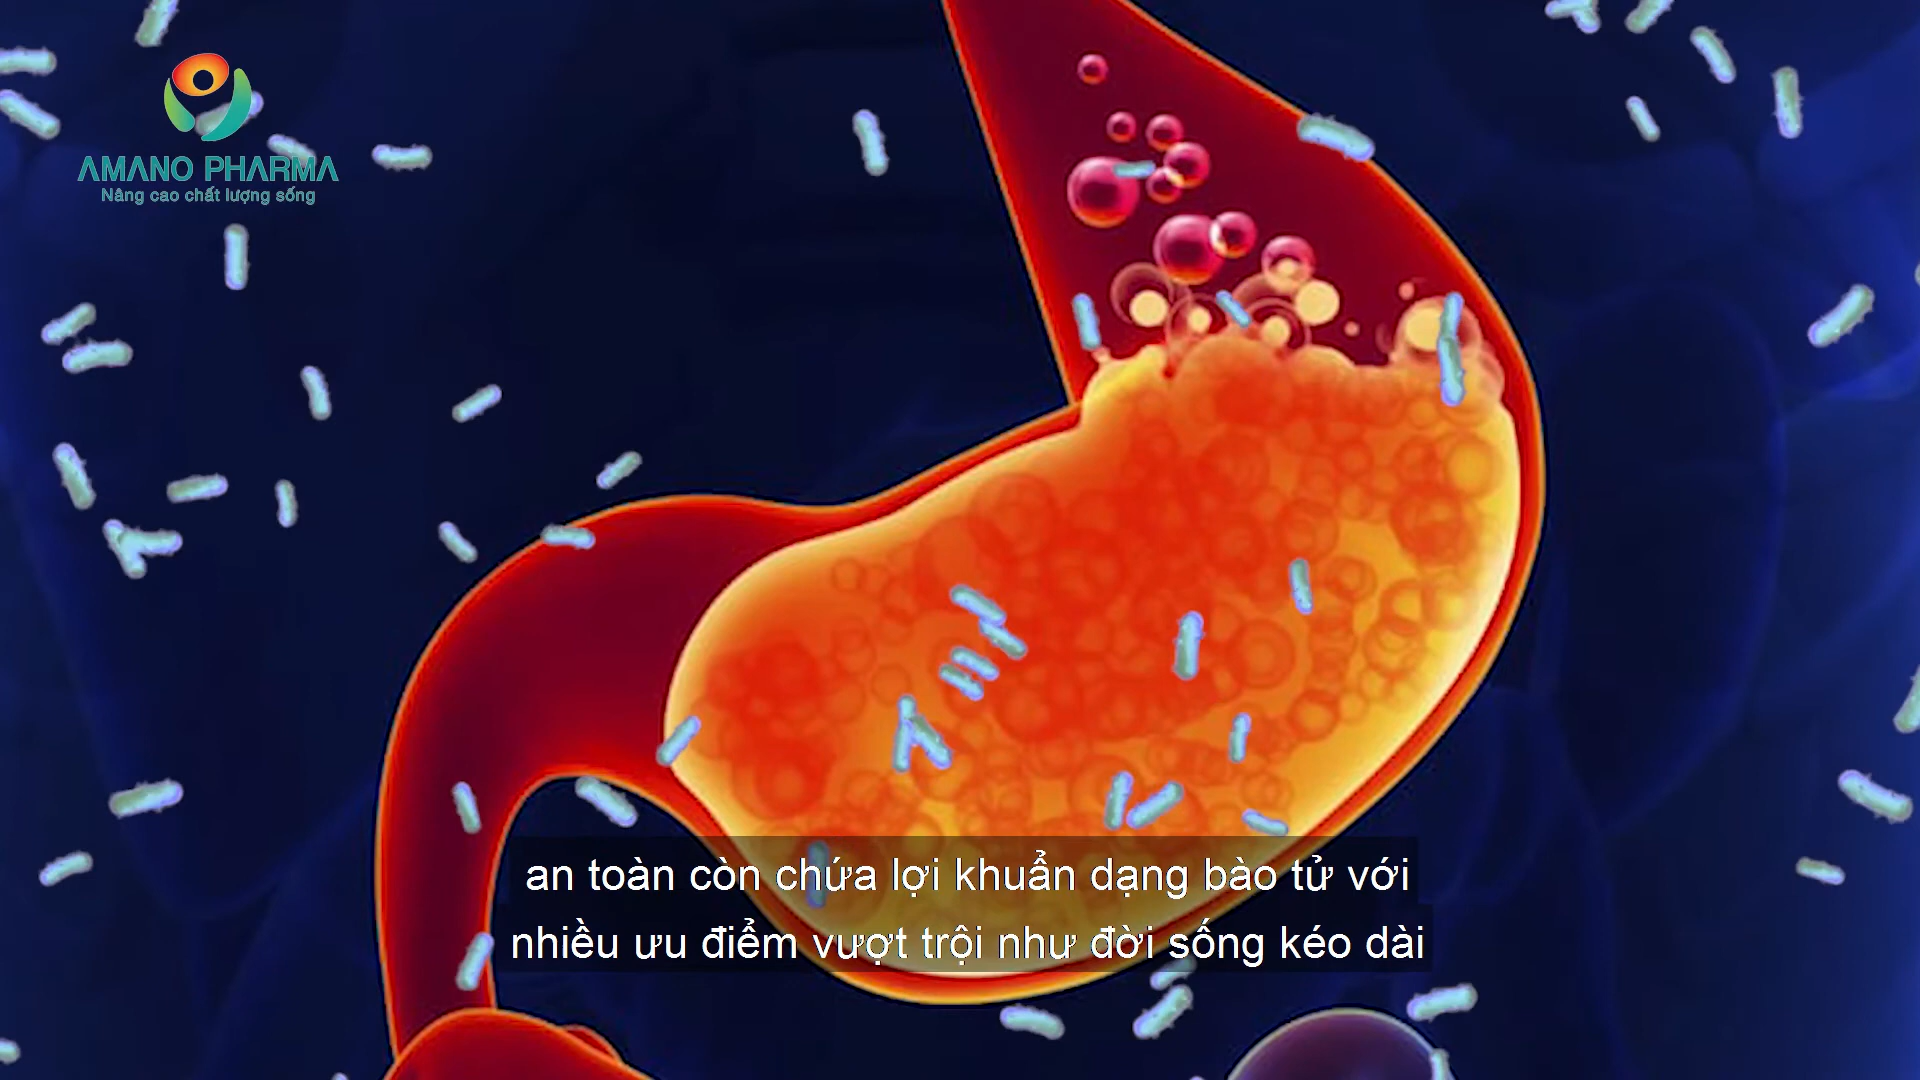 AMANO PHARMA
Nâng cao chất lượng sống
an toàn còn chứa lợi khuẩn dạng bào tử với
nhiều ưu điểm vượt trội như đời sống kéo dài